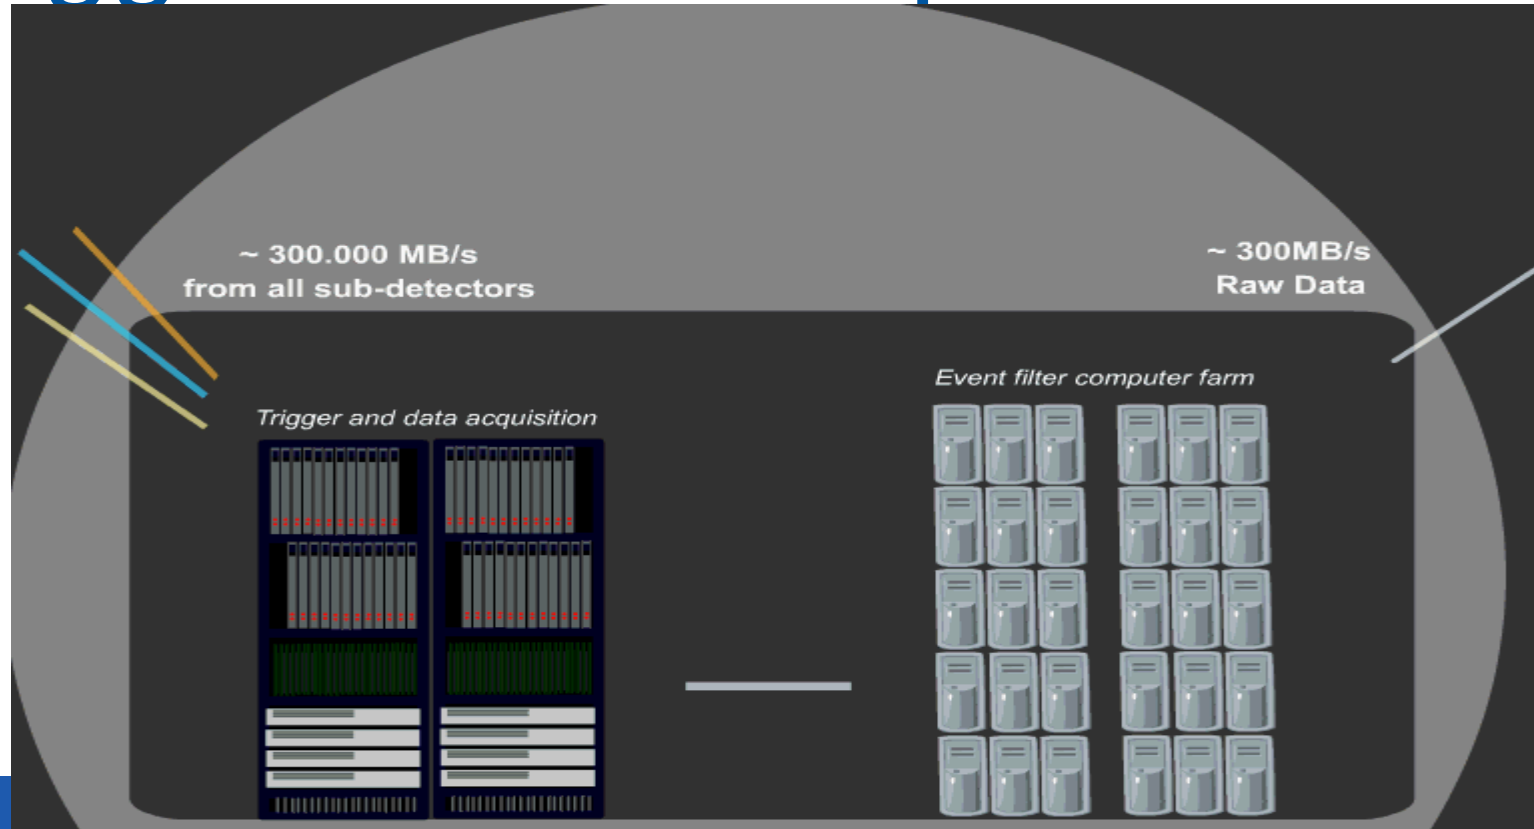 ~ 300.000 MB/s
from all sub-detectors
~ 300MB/s
Raw Data
Trigger and data acquisition
Event filter computer farm